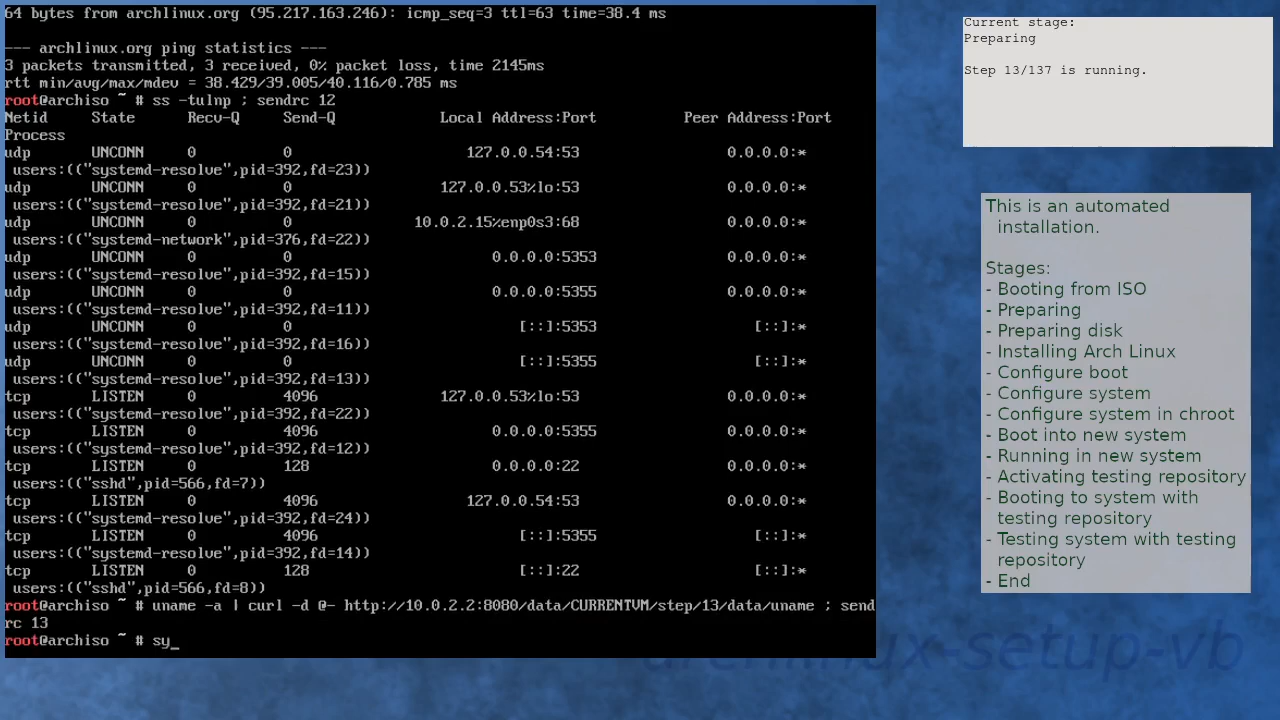 64 bytes from archlinux.org (95.217.163.246): icmp_seq=3 ttl=63 time=38.4 ms
--- archlinux.org ping statistics ---
3 packets transmitted, 3 received, 0% packet loss, time 2145ms
rtt min/avg/max/mdev = 38.429/39.005/40.116/0.785 ms
root@archiso ~ # ss -tulnp ; sendrc 12
Netid State Recv-Q Send-Q Local Address:Port Peer Address:Port
Process
udp UNCONN 0 0 127.0.0.54:53 0.0.0.0:*
users:(("systemd-resolve",pid=392,fd=23))
udp UNCONN 0 0 127.0.0.53%lo:53 0.0.0.0:*
users:(("systemd-resolve",pid=392,fd=21))
udp UNCONN 0 0 10.0.2.15%enp0s3:68 0.0.0.0:*
users:(("systemd-network",pid=376,fd=22))
udp UNCONN 0 0 0.0.0.0:5353 0.0.0.0:*
users:(("systemd-resolve",pid=392,fd=15))
udp UNCONN 0 0 0.0.0.0:5355 0.0.0.0:*
users:(("systemd-resolve",pid=392,fd=11))
udp UNCONN 0 0 [::]:5353 [::]:*
users:(("systemd-resolve",pid=392,fd=16))
udp UNCONN 0 0 [::]:5355 [::]:*
users:(("systemd-resolve",pid=392,fd=13))
tcp LISTEN 0 4096 127.0.0.53%lo:53 0.0.0.0:*
users:(("systemd-resolve",pid=392,fd=22))
tcp LISTEN 0 4096 0.0.0.0:5355 0.0.0.0:*
users:(("systemd-resolve",pid=392,fd=12))
tcp LISTEN 0 128 0.0.0.0:22 0.0.0.0:*
users:(("sshd",pid=566,fd=7))
tcp LISTEN 0 4096 127.0.0.54:53 0.0.0.0:*
users:(("systemd-resolve",pid=392,fd=24))
tcp LISTEN 0 4096 [::]:5355 [::]:*
users:(("systemd-resolve",pid=392,fd=14))
tcp LISTEN 0 128 [::]:22 [::]:*
users:(("sshd",pid=566,fd=8))
root@archiso ~ # uname -a | curl -d @- http://10.0.2.2:8080/data/CURRENTVM/step/13/data/uname ; send
rc 13
root@archiso ~ # sy_
Current stage:
Preparing
Step 13/137 is running.
This is an automated
installation.
Stages:
- Booting from ISO
- Preparing
- Preparing disk
- Installing Arch Linux
- Configure boot
- Configure system
- Configure system in chroot
- Boot into new system
- Running in new system
- Activating testing repository
- Booting to system with
testing repository
- Testing system with testing
repository
- End
archlinux-setup-vb